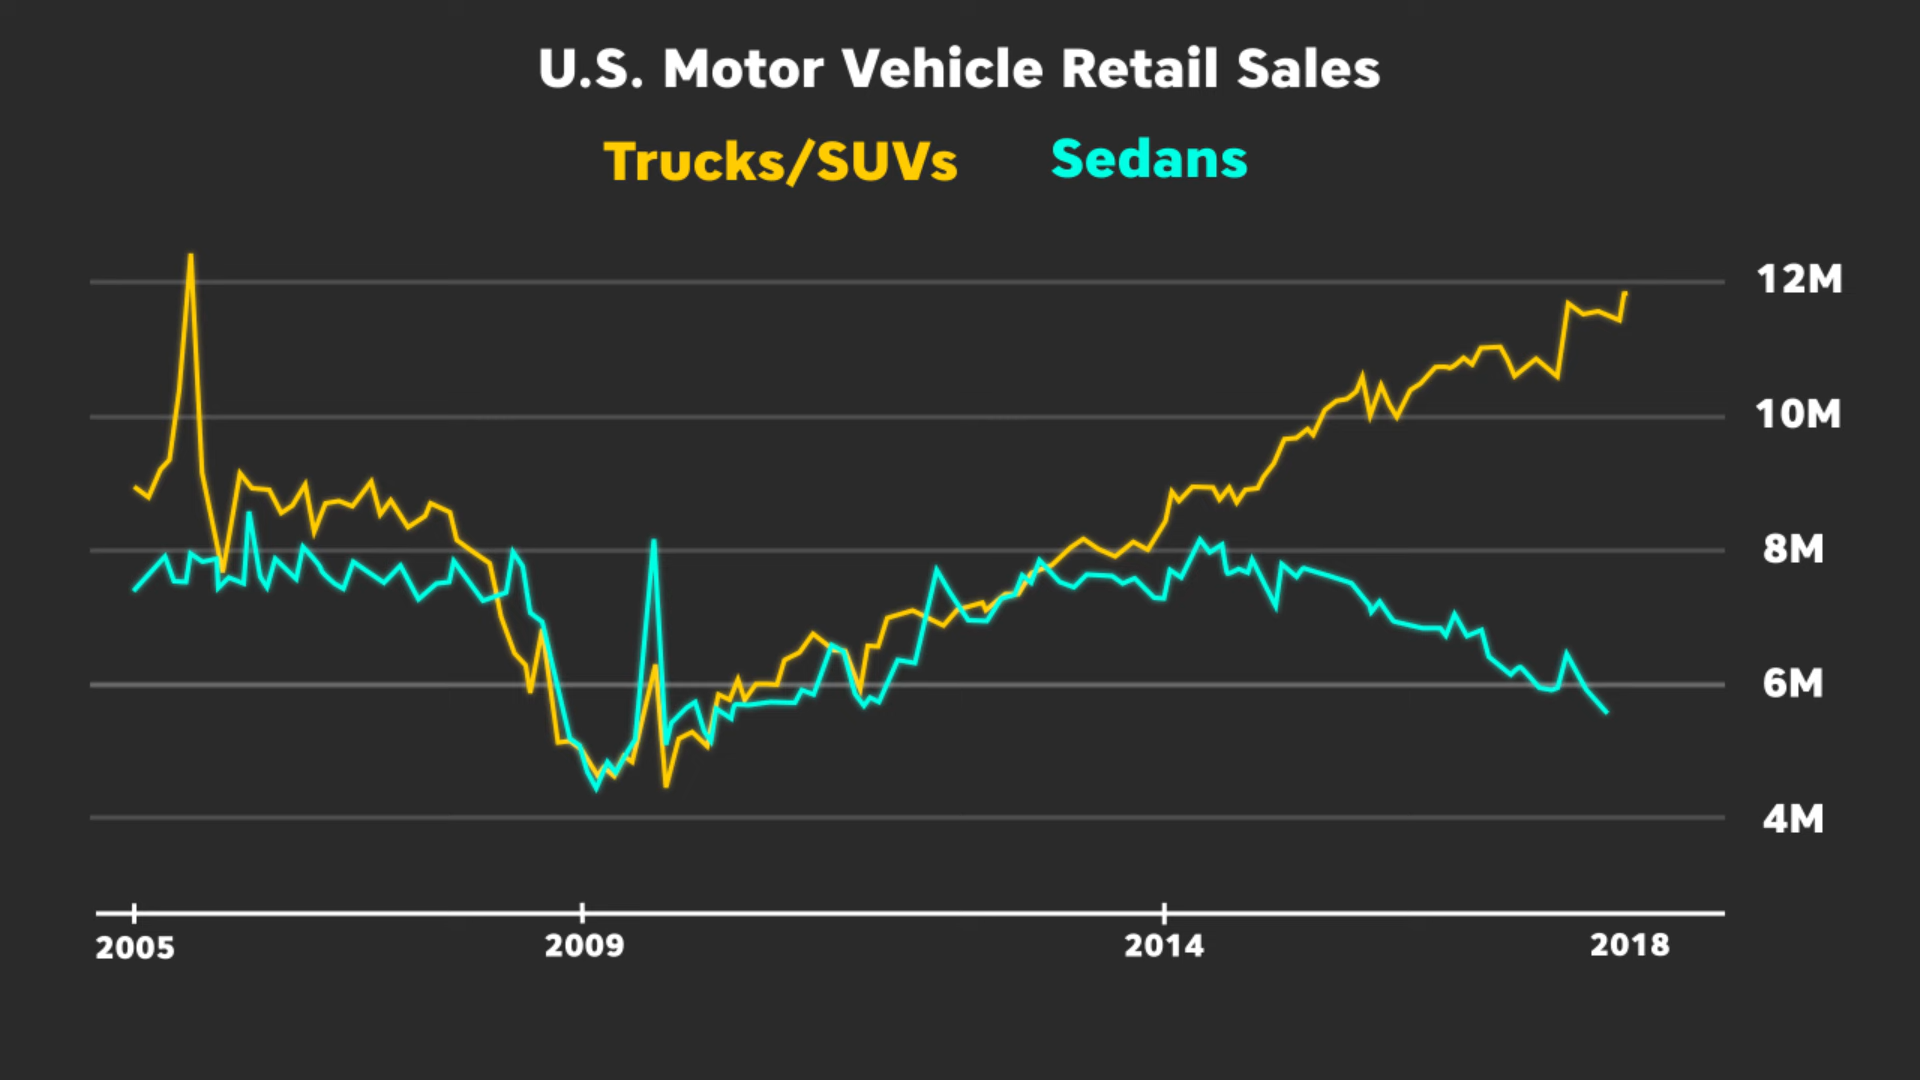 U.S. Motor Vehicle Retail Sales
Trucks/SUVs Sedans
12M
10M
8M
6M
4M
2005 2009 2014 2018